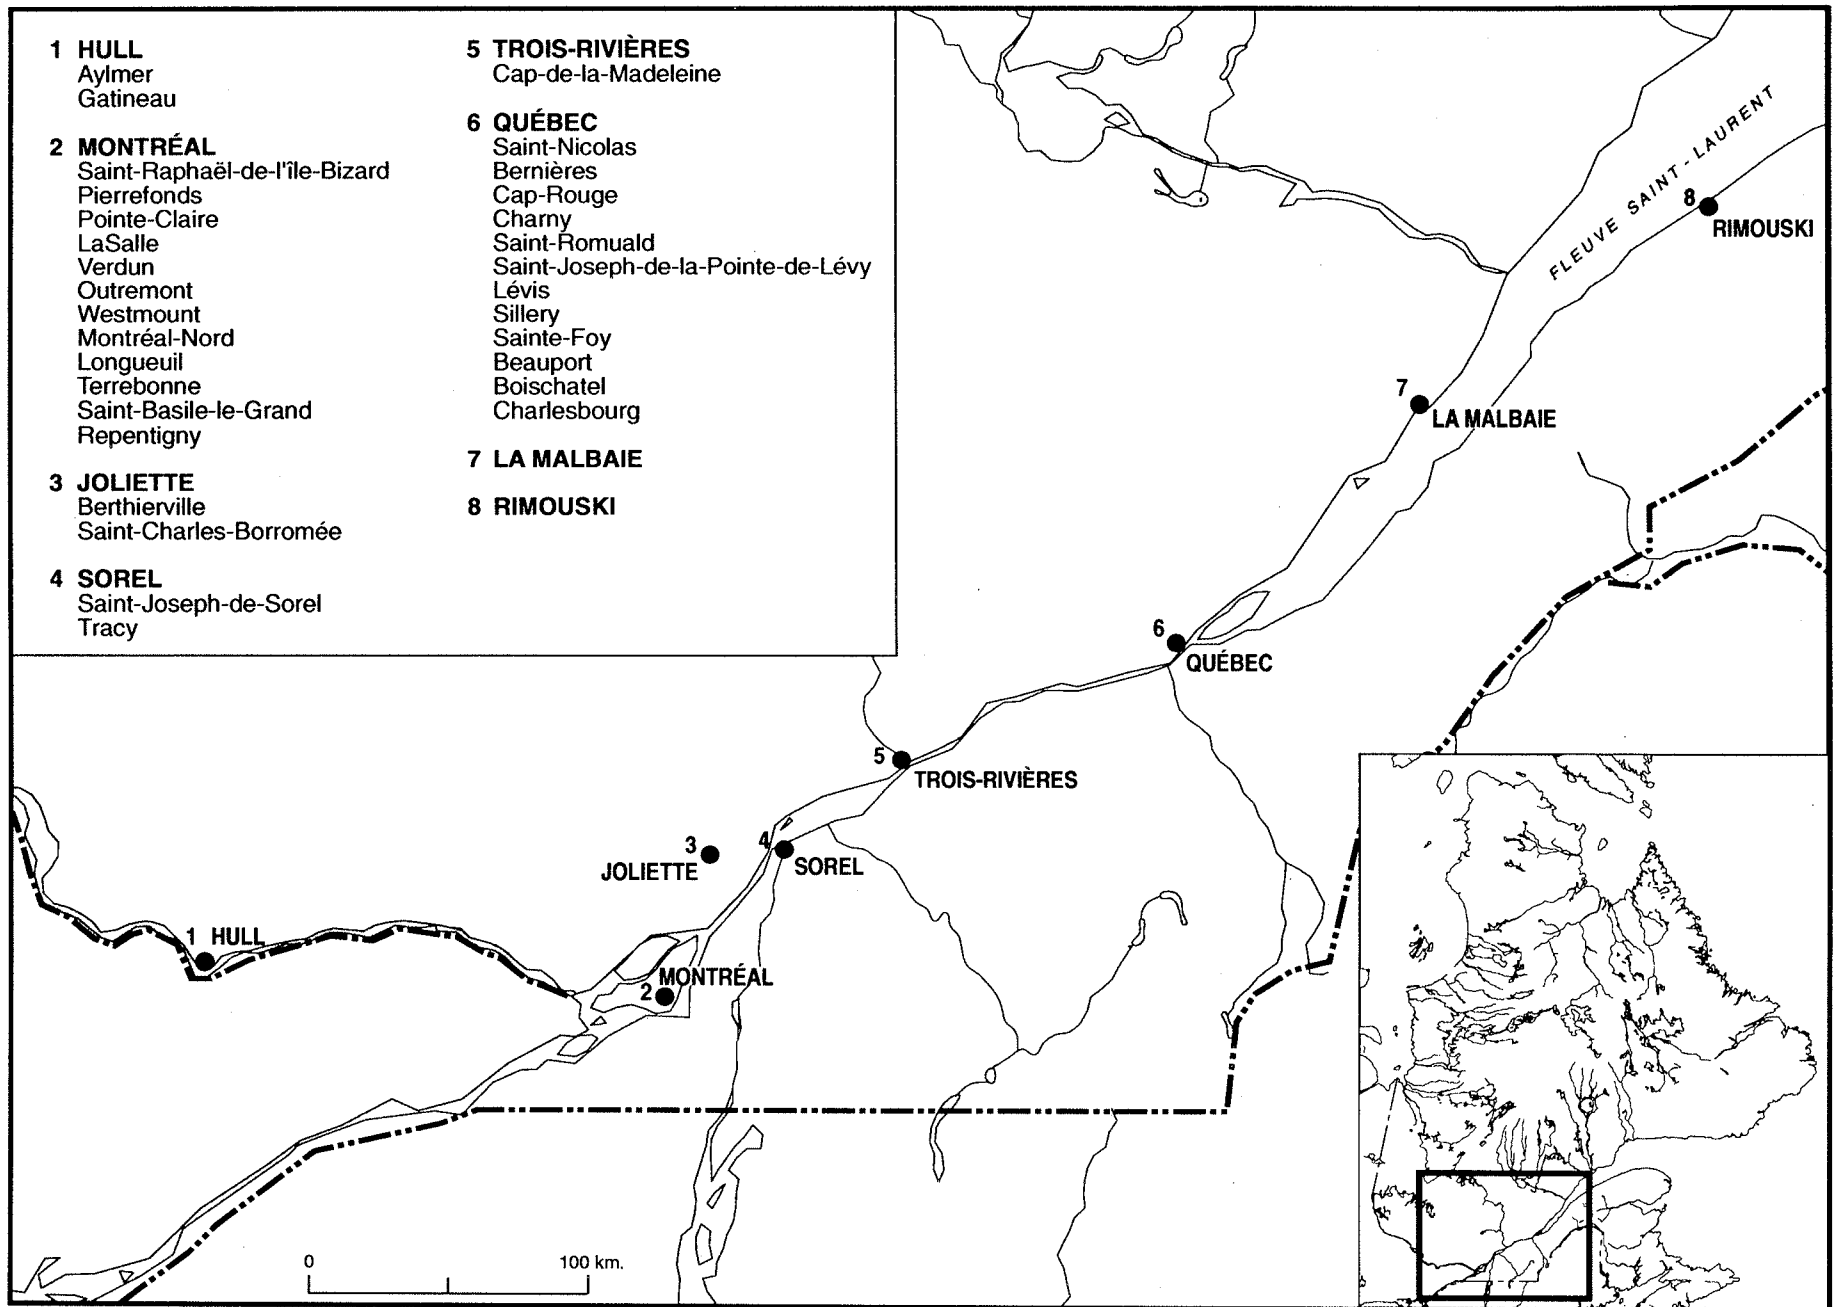 1 HULL
Aylmer
Gatineau
2 MONTRÉAL
Saint-Raphaël-de-l'île-Bizard
Pierrefonds
Pointe-Claire
LaSalle
Verdun
Outremont
Westmount
Montréal-Nord
Longueuil
Terrebonne
Saint-Basile-le-Grand
Repentigny
3 JOLIETTE
Berthierville
Saint-Charles-Borromée
4 SOREL
Saint-Joseph-de-Sorel
Tracy
5 TROIS-RIVIÈRES
Cap-de-la-Madeleine
6 QUÉBEC
Saint-Nicolas
Bernières
Cap-Rouge
Charny
Saint-Romuald
Saint-Joseph-de-la-Pointe-de-Lévy
Lévis
Sillery
Sainte-Foy
Beauport
Boischatel
Charlesbourg
7 LA MALBAIE
8 RIMOUSKI
FLEUVE SAINT-LAURENT
8
RIMOUSKI
7
LA MALBAIE
6
QUÉBEC
5
TROIS-RIVIÈRES
4
SOREL
3
JOLIETTE
1 HULL
MONTRÉAL
2
0 100 km.